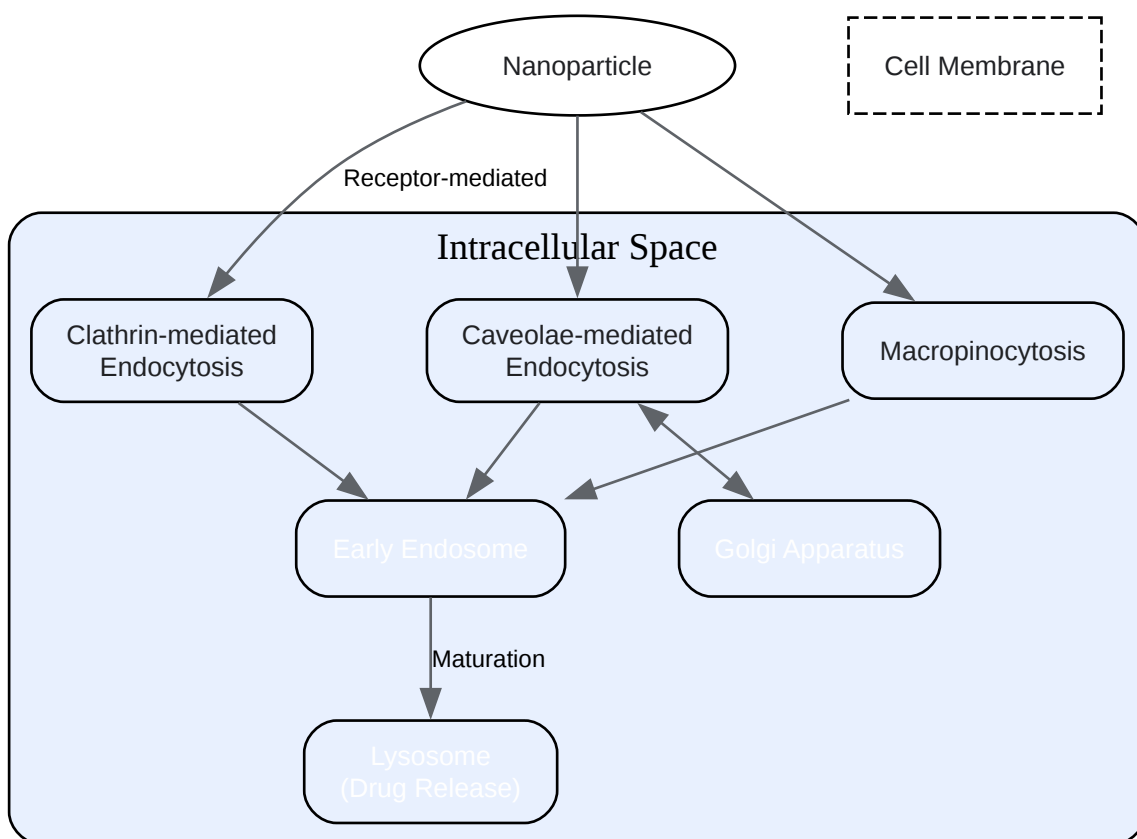 Nanoparticle
Cell Membrane
Receptor-mediated
Intracellular Space
Clathrin-mediated
Endocytosis
Caveolae-mediated
Endocytosis
Macropinocytosis
Early Endosome
Golgi Apparatus
Maturation
Lysosome
(Drug Release)